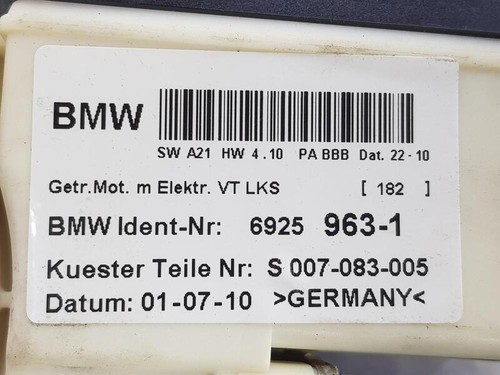 BMW
SW A21 HW 4.10 PA BBB Dat. 22-10
Getr.Mot. m Elektr. VT LKS [ 182 ]
BMW Ident-Nr: 6925 963-1
Kuester Teile Nr: S 007-083-005
Datum: 01-07-10 >GERMANY<